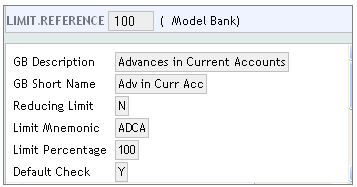 LIMIT.REFERENCE 100 ( Model Bank)
GB Description Advances in Current Accounts
GB Short Name Adv in Curr Acc
Reducing Limit N
Limit Mnemonic ADCA
Limit Percentage 100
Default Check Y